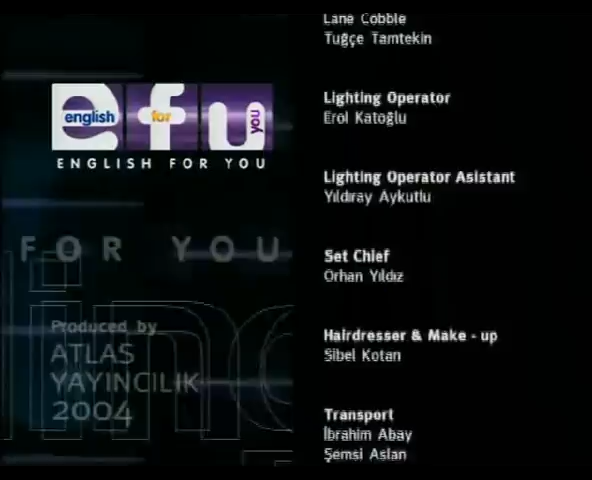 english
for
you
ENGLISH FOR YOU
FOR YOU
Produced by
ATLAS
YAYINCILIK
2004
Lane Cobble
Tuğçe Tamtekin
Lighting Operator
Erol Katoğlu
Lighting Operator Asistant
Yıldıray Aykutlu
Set Chief
Orhan Yıldız
Hairdresser & Make - up
Sibel Kotan
Transport
İbrahim Abay
Şemsi Aslan